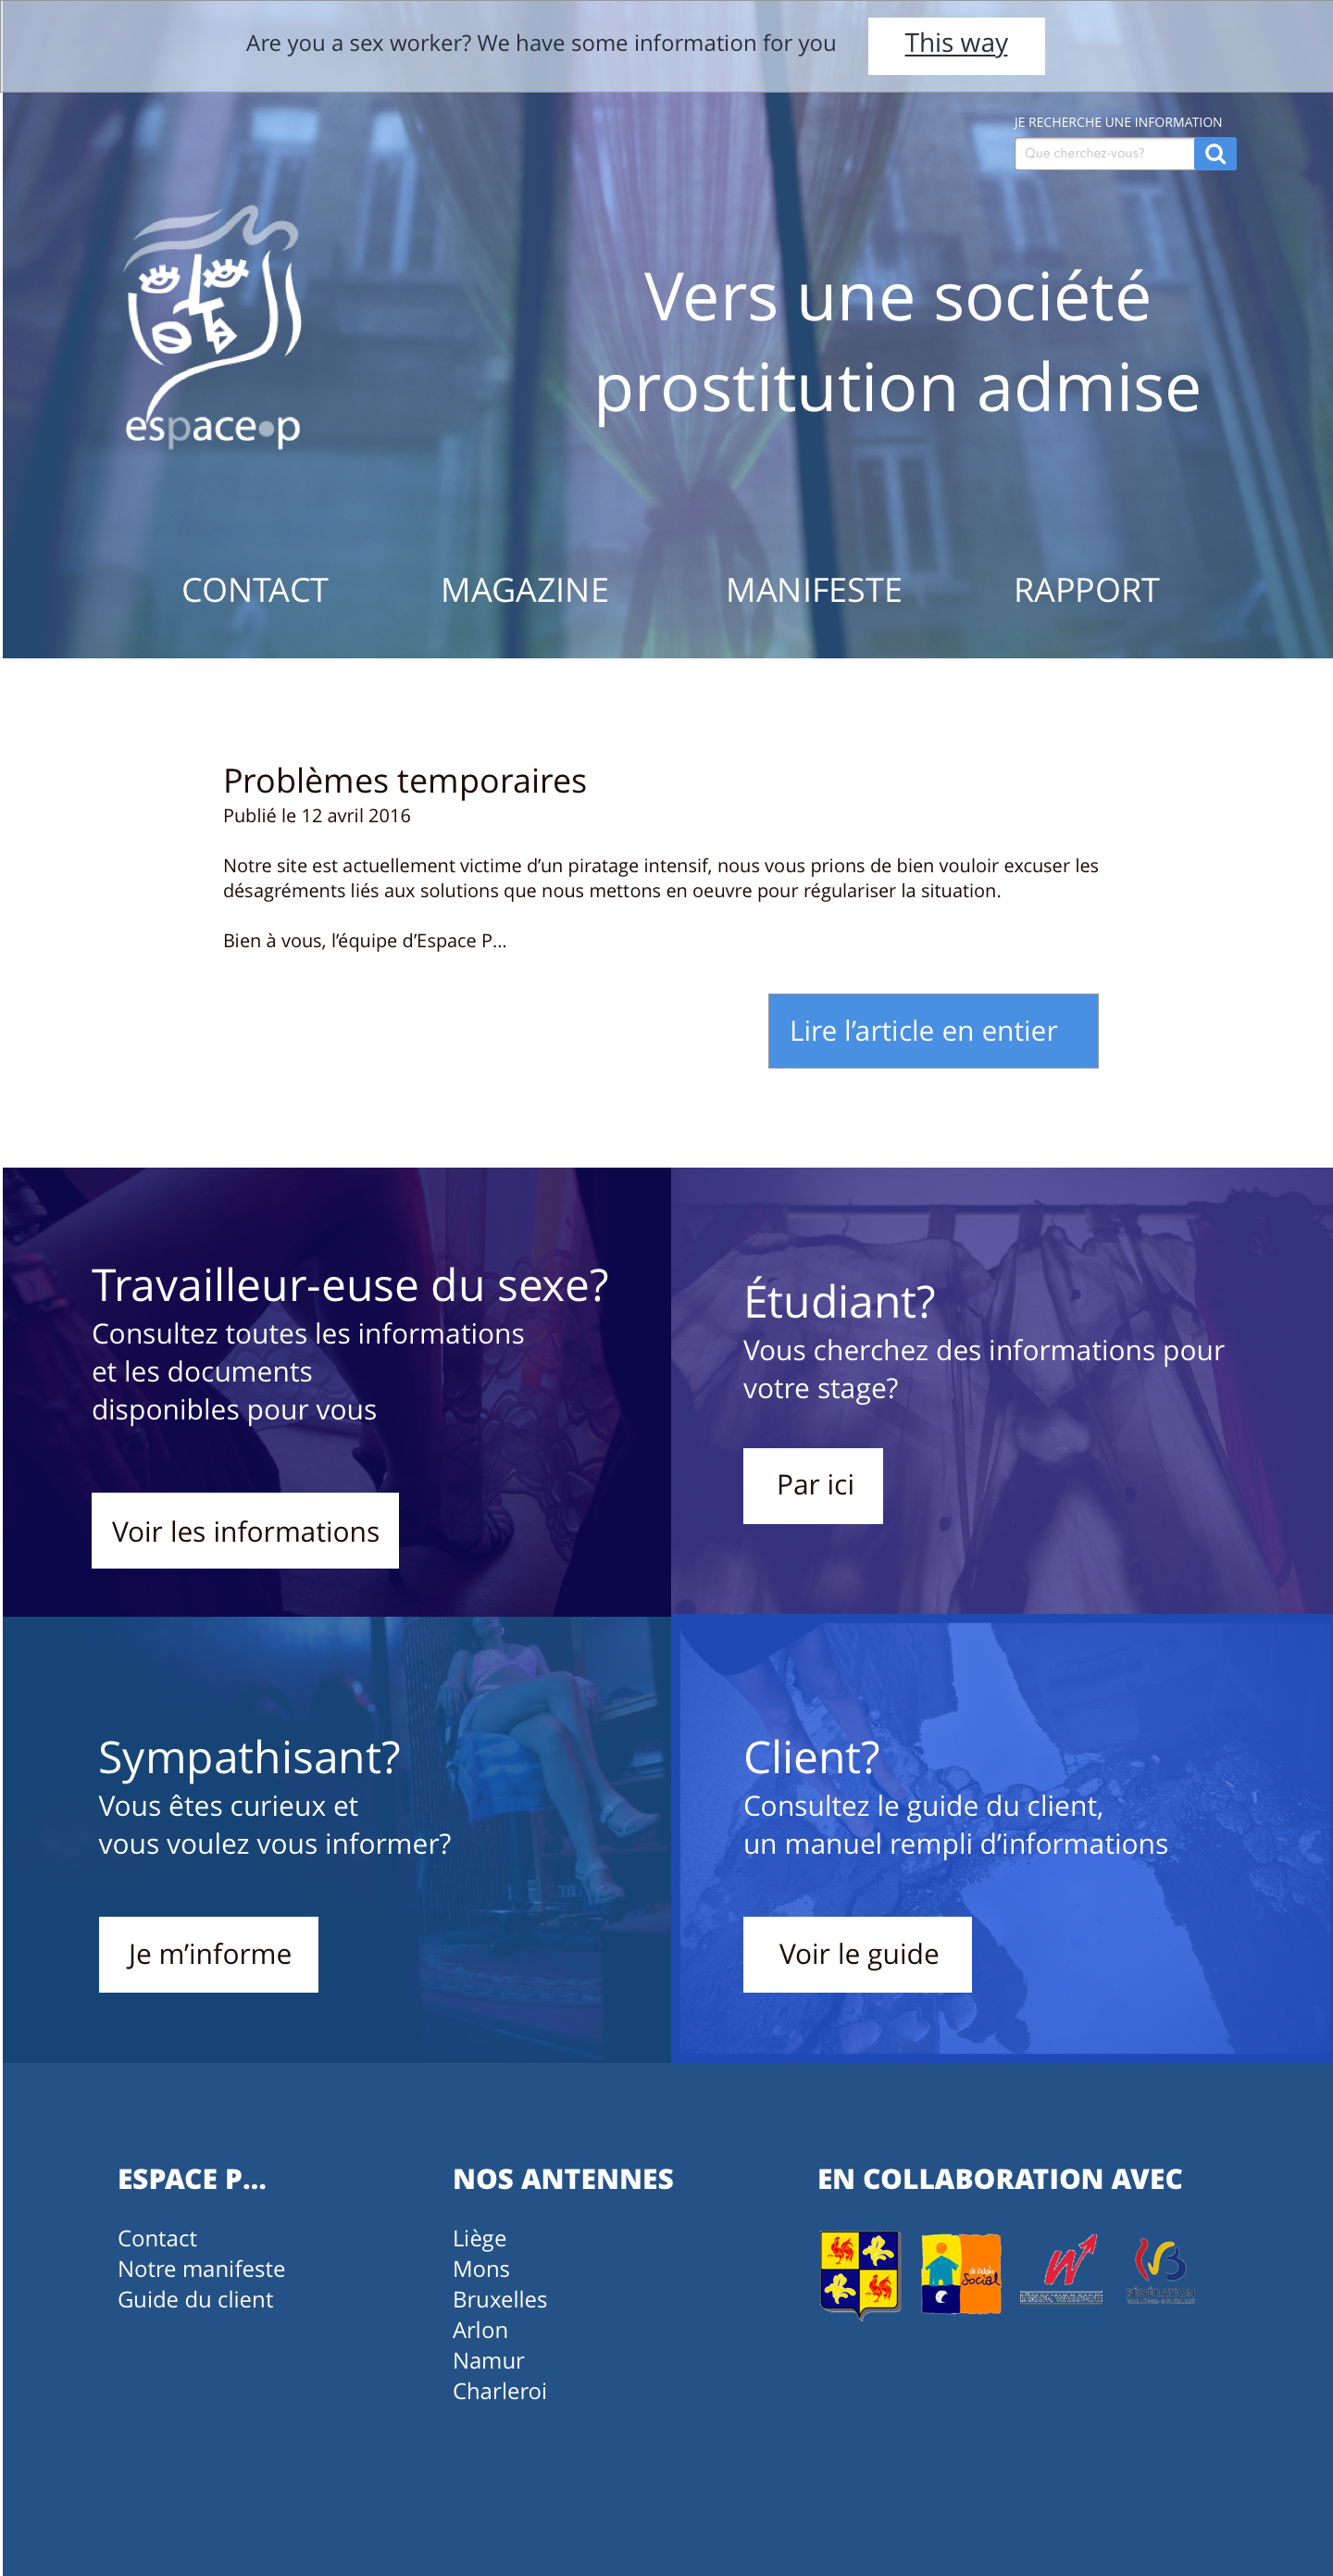 Are you a sex worker? We have some information for you
This way
JE RECHERCHE UNE INFORMATION
Que cherchez-vous?
espace•p
Vers une société
prostitution admise
CONTACT
MAGAZINE
MANIFESTE
RAPPORT
Problèmes temporaires
Publié le 12 avril 2016
Notre site est actuellement victime d’un piratage intensif, nous vous prions de bien vouloir excuser les
désagréments liés aux solutions que nous mettons en oeuvre pour régulariser la situation.
Bien à vous, l’équipe d’Espace P...
Lire l’article en entier
Travailleur-euse du sexe?
Consultez toutes les informations
et les documents
disponibles pour vous
Voir les informations
Étudiant?
Vous cherchez des informations pour
votre stage?
Par ici
Sympathisant?
Vous êtes curieux et
vous voulez vous informer?
Je m’informe
Client?
Consultez le guide du client,
un manuel rempli d’informations
Voir le guide
ESPACE P...
Contact
Notre manifeste
Guide du client
NOS ANTENNES
Liège
Mons
Bruxelles
Arlon
Namur
Charleroi
EN COLLABORATION AVEC
Social
RÉGION WALLONNE
FÉDÉRATION